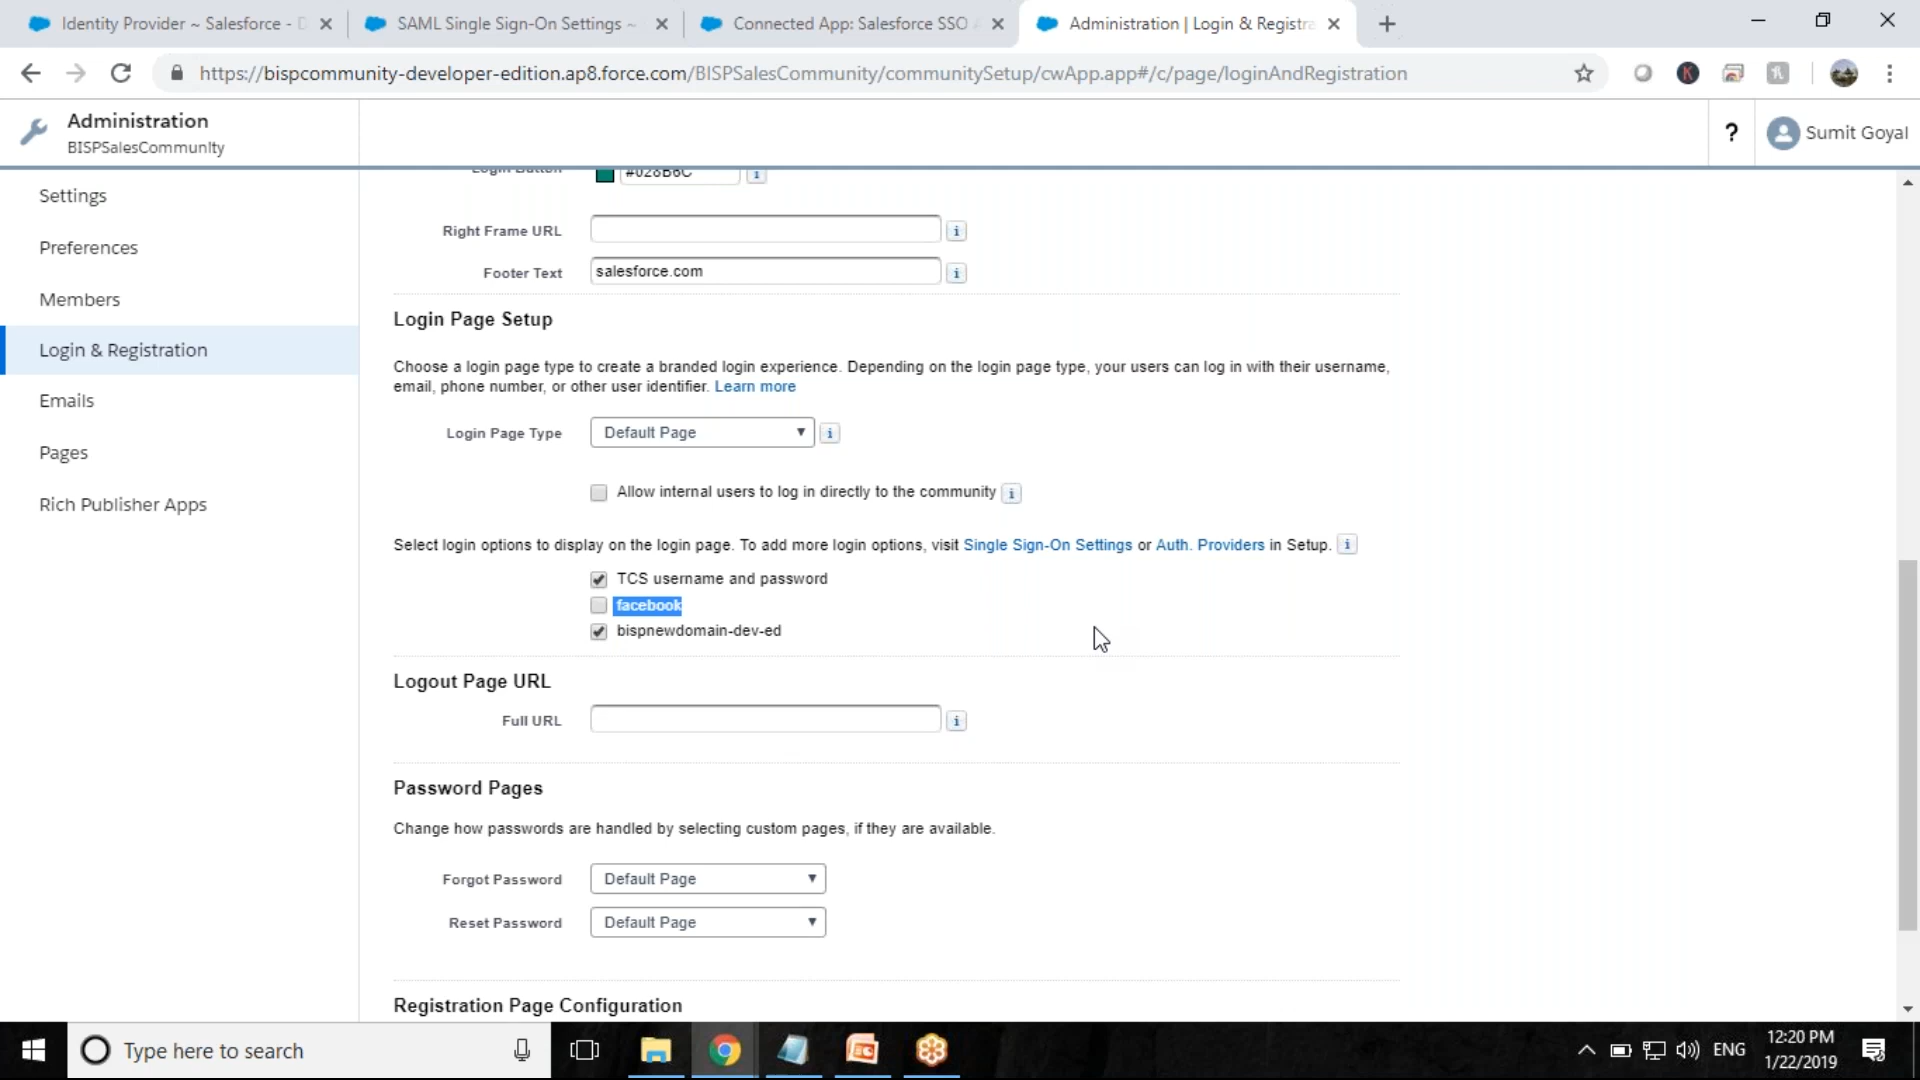 Identity Provider ~ Salesforce - D
SAML Single Sign-On Settings ~
Connected App: Salesforce SSO
Administration | Login & Registra
https://bispcommunity-developer-edition.ap8.force.com/BISPSalesCommunity/communitySetup/cwApp.app#/c/page/loginAndRegistration
Administration
BISPSalesCommunity
?
Sumit Goyal
Settings
Preferences
Members
Login & Registration
Emails
Pages
Rich Publisher Apps
Login Button #028B6C
Right Frame URL
Footer Text salesforce.com
Login Page Setup
Choose a login page type to create a branded login experience. Depending on the login page type, your users can log in with their username,
email, phone number, or other user identifier. Learn more
Login Page Type Default Page
Allow internal users to log in directly to the community
Select login options to display on the login page. To add more login options, visit Single Sign-On Settings or Auth. Providers in Setup.
TCS username and password
facebook
bispnewdomain-dev-ed
Logout Page URL
Full URL
Password Pages
Change how passwords are handled by selecting custom pages, if they are available.
Forgot Password Default Page
Reset Password Default Page
Registration Page Configuration
Type here to search
ENG
12:20 PM
1/22/2019